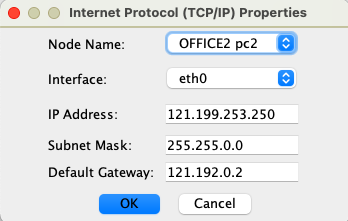 Internet Protocol (TCP/IP) Properties
Node Name: OFFICE2 pc2
Interface: eth0
IP Address: 121.199.253.250
Subnet Mask: 255.255.0.0
Default Gateway: 121.192.0.2
OK Cancel